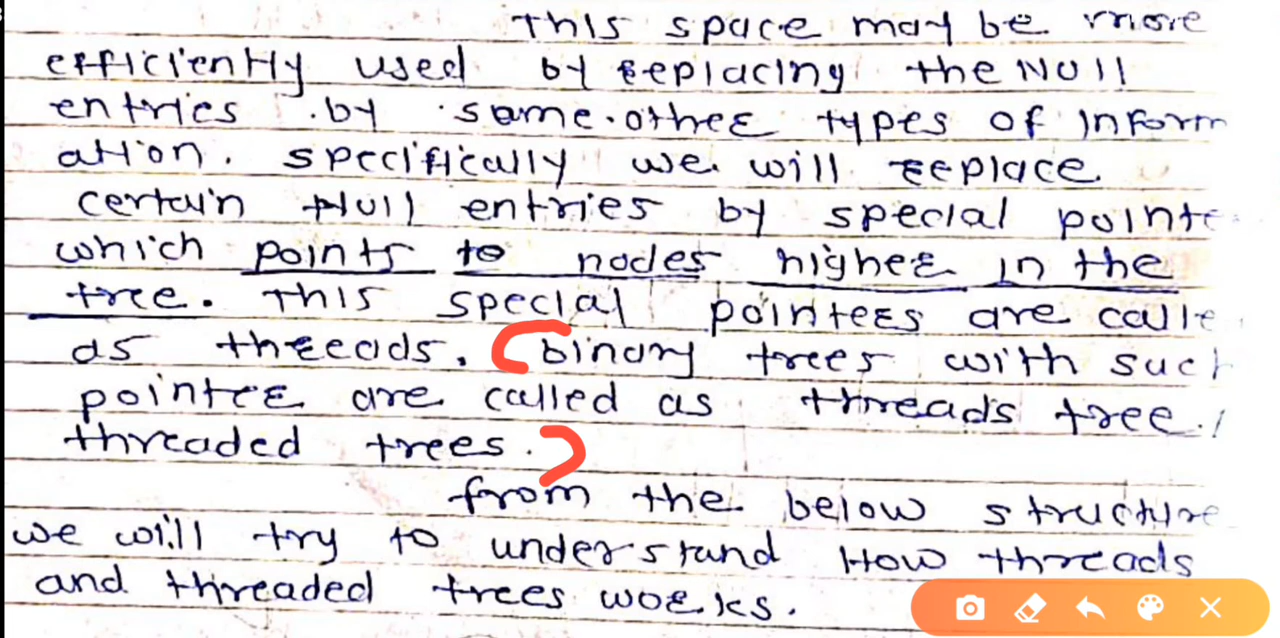 This space may be more
efficiently used by replacing the Null
entries by some other types of inform
ation. specifically we will replace
certain Null entries by special pointe
which points to nodes higher in the
tree. This special pointers are calle
as threads. binary trees with such
pointer are called as threads tree /
threaded trees.
from the below structure
we will try to understand How threads
and threaded trees works.